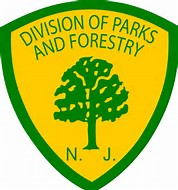 DIVISION OF PARKS
AND FORESTRY
N. J.